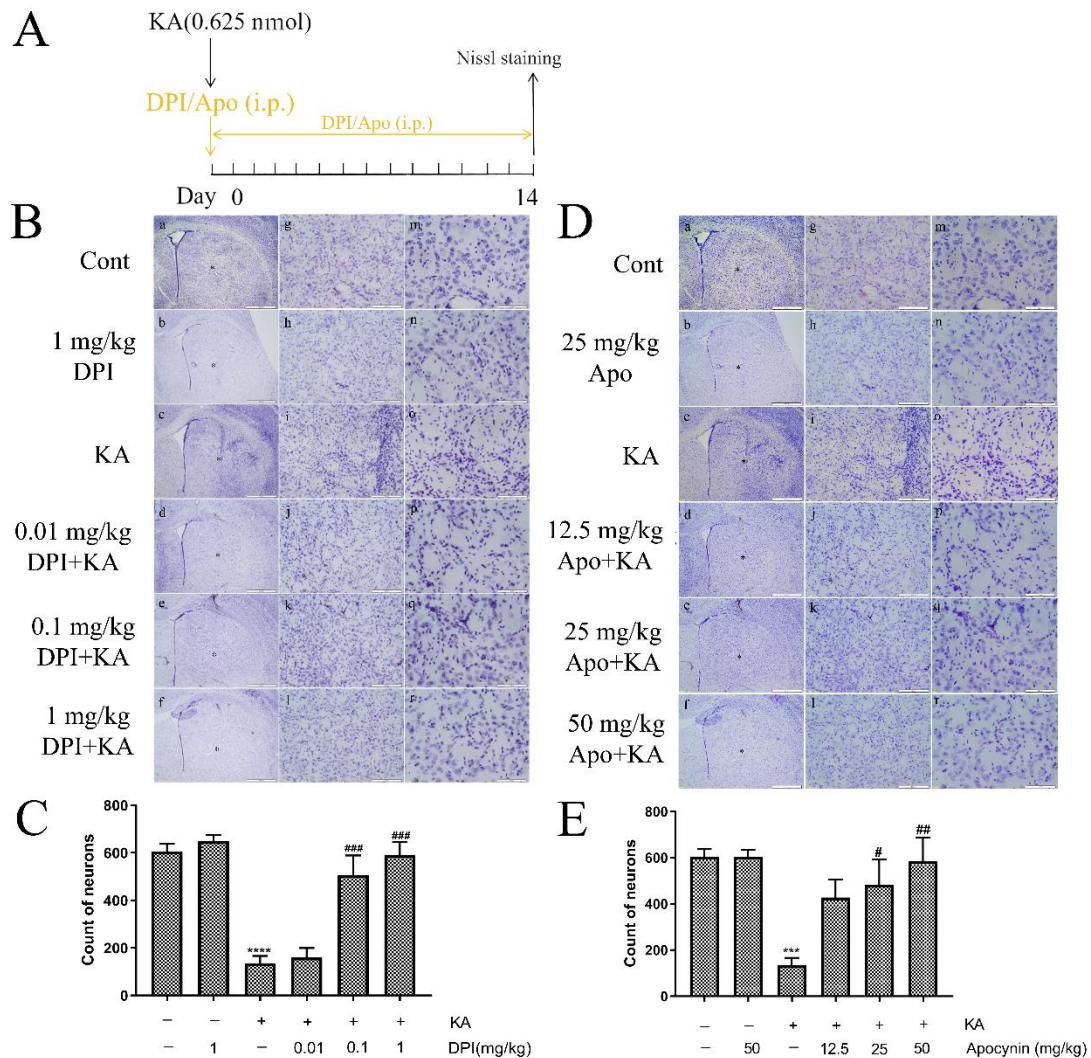 A
KA(0.625 nmol)
Nissl staining
DPI/Apo (i.p.)
DPI/Apo (i.p.)
Day 0 14
B
a g m
Cont
b h n
1 mg/kg
DPI
c i o
KA
d j p
0.01 mg/kg
DPI+KA
e k q
0.1 mg/kg
DPI+KA
f l r
1 mg/kg
DPI+KA
D
a g m
Cont
b h n
25 mg/kg
Apo
c i o
KA
d j p
12.5 mg/kg
Apo+KA
e k q
25 mg/kg
Apo+KA
f l r
50 mg/kg
Apo+KA
C
Count of neurons
800
600
400
200
0
****
###
###
– – + + + + KA
1 – 0.01 0.1 1 DPI(mg/kg)
E
Count of neurons
800
600
400
200
0
***
#
##
– – + + + + KA
– 50 – 12.5 25 50 Apocynin (mg/kg)